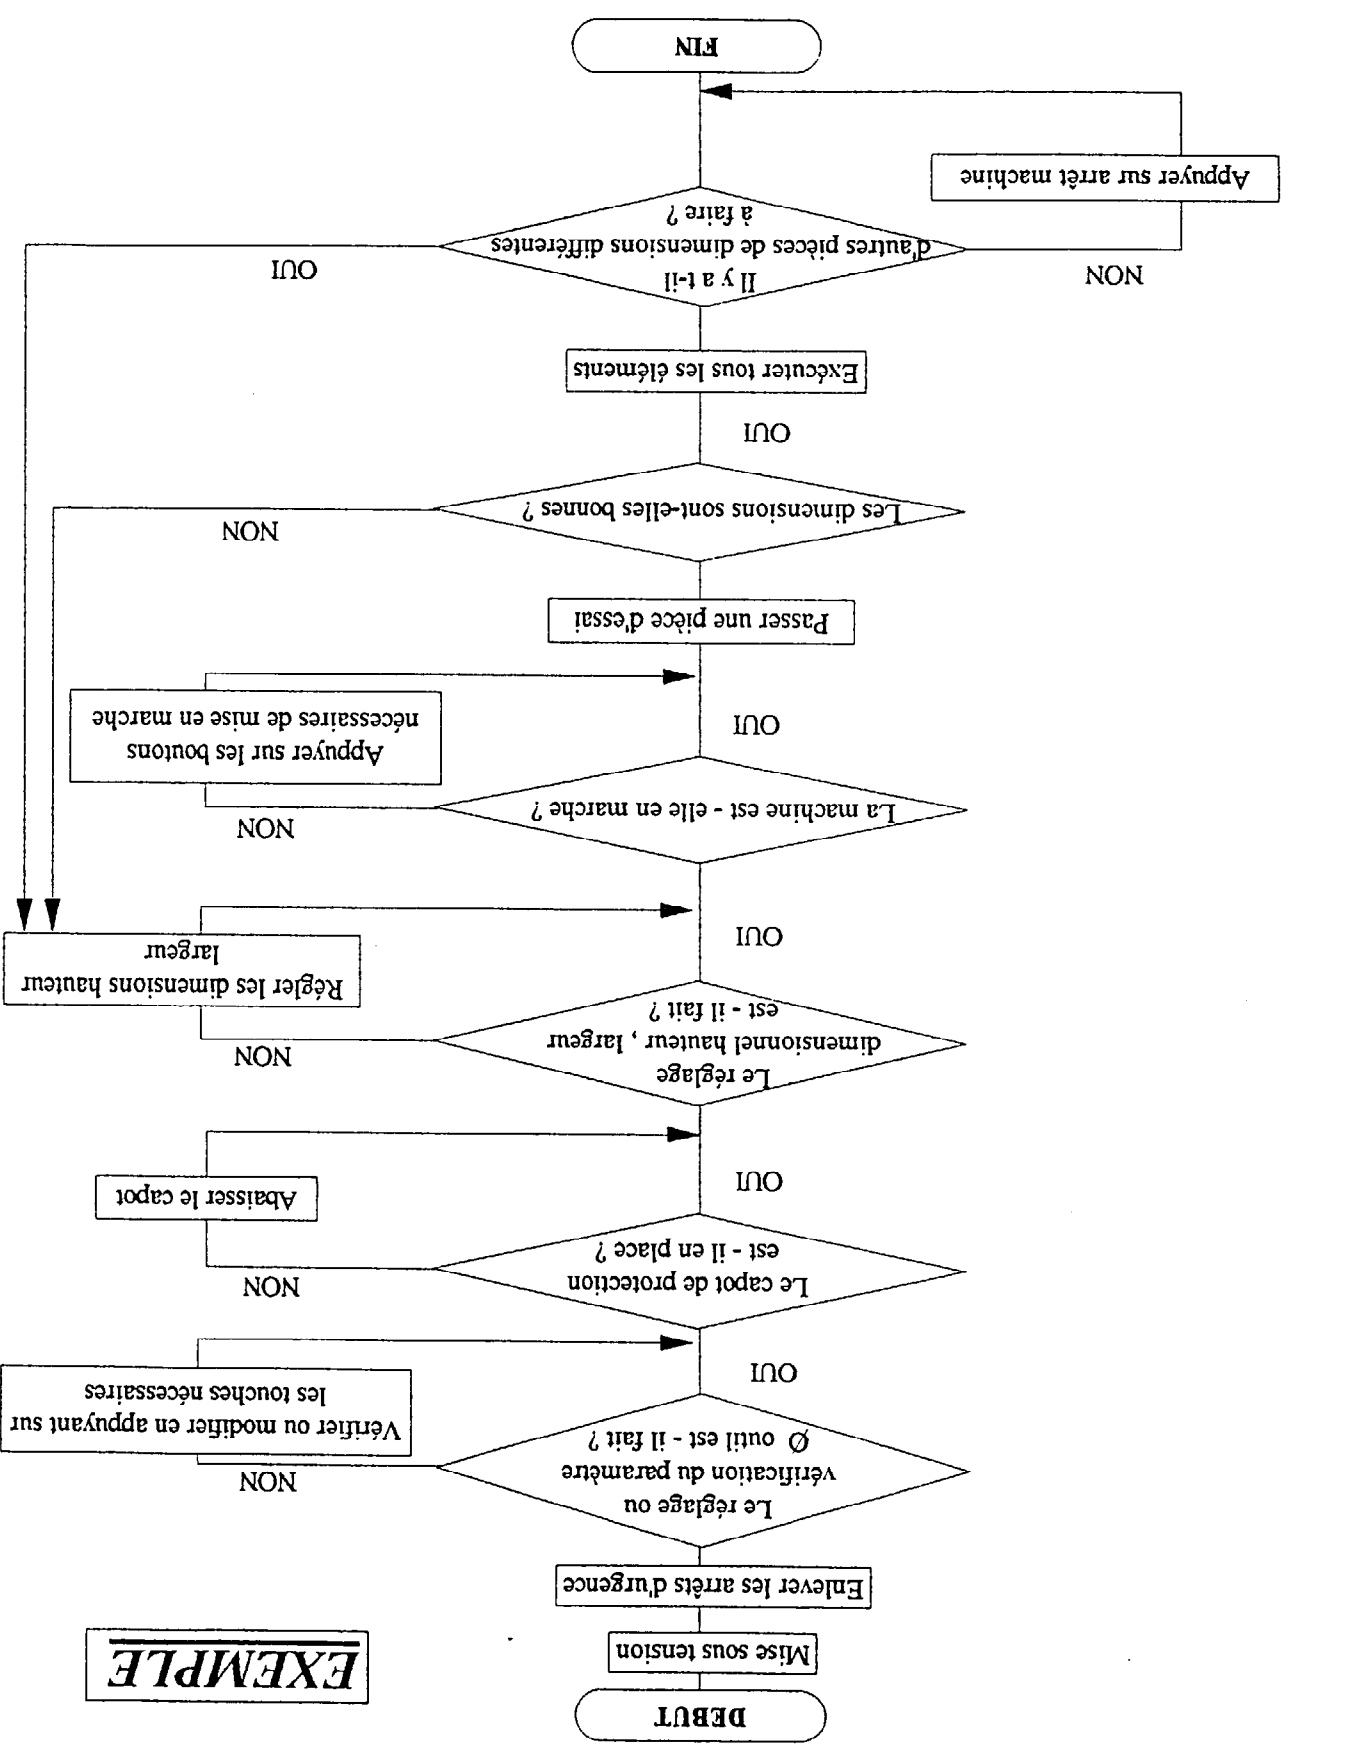 DEBUT
EXEMPLE
Mise sous tension
Enlever les arrêts d'urgence
Le réglage ou
vérification du paramètre
Ø outil est - il fait ?
NON
Vérifier ou modifier en appuyant sur
les touches nécessaires
OUI
Le capot de protection
est - il en place ?
NON
Abaisser le capot
OUI
Le réglage
dimensionnel hauteur , largeur
est - il fait ?
NON
Régler les dimensions hauteur
largeur
OUI
La machine est - elle en marche ?
NON
Appuyer sur les boutons
nécessaires de mise en marche
OUI
Passer une pièce d'essai
Les dimensions sont-elles bonnes ?
NON
OUI
Exécuter tous les éléments
Il y a t-il
d'autres pièces de dimensions différentes
à faire ?
NON
OUI
Appuyer sur arrêt machine
FIN